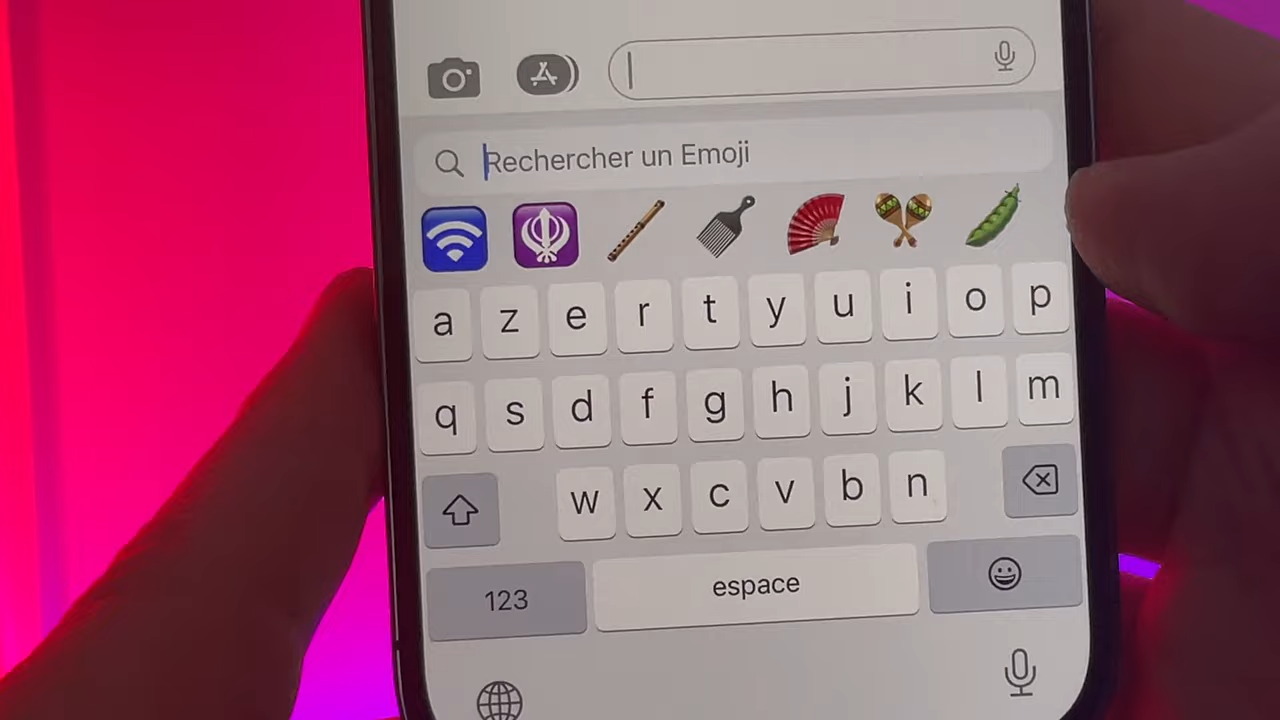 Rechercher un Emoji
a z e r t y u i o p
q s d f g h j k l m
w x c v b n
123 espace